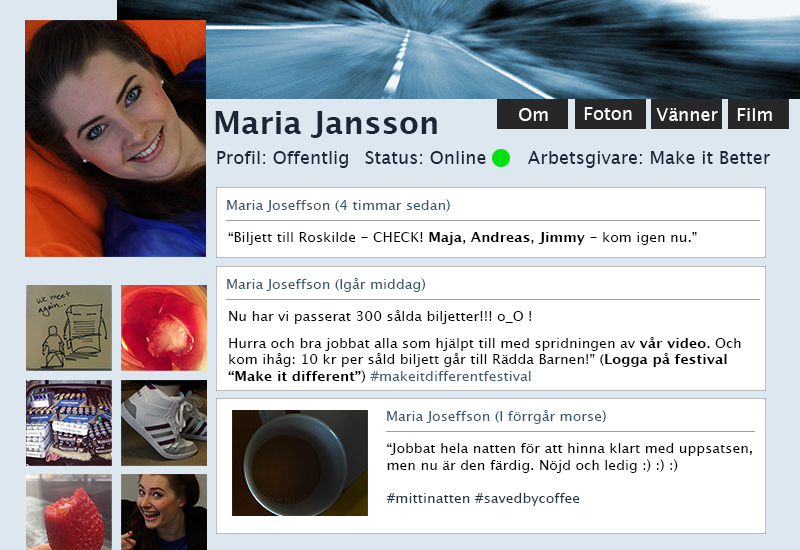 Om
Foton
Vänner
Film
Maria Jansson
Profil: Offentlig
Status: Online
Arbetsgivare: Make it Better
Maria Joseffson (4 timmar sedan)
“Biljett till Roskilde – CHECK! Maja, Andreas, Jimmy – kom igen nu.”
Maria Joseffson (Igår middag)
Nu har vi passerat 300 sålda biljetter!!! o_O !
Hurra och bra jobbat alla som hjälpt till med spridningen av vår video. Och
kom ihåg: 10 kr per såld biljett går till Rädda Barnen!” (Logga på festival
“Make it different”) #makeitdifferentfestival
Maria Joseffson (I förrgår morse)
“Jobbat hela natten för att hinna klart med uppsatsen,
men nu är den färdig. Nöjd och ledig :) :) :)
#mittinatten #savedbycoffee
we meet
again...